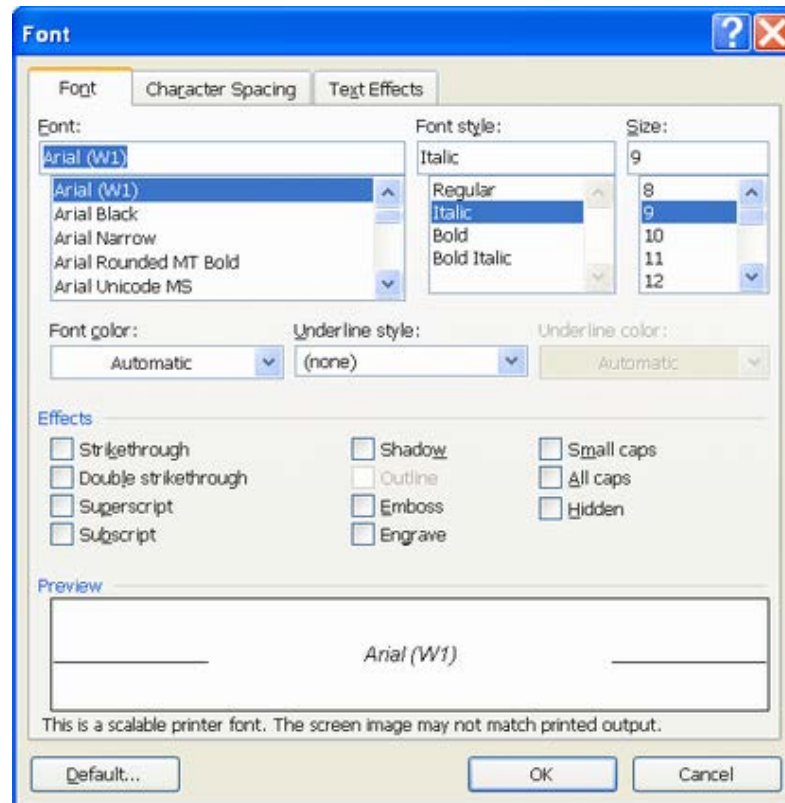 Font
Font Character Spacing Text Effects
Font: Font style: Size:
Arial (W1) Italic 9
Arial (W1) Regular 8
Arial Black Italic 9
Arial Narrow Bold 10
Arial Rounded MT Bold Bold Italic 11
Arial Unicode MS 12
Font color: Underline style: Underline color:
Automatic (none) Automatic
Effects
Strikethrough Shadow Small caps
Double strikethrough Outline All caps
Superscript Emboss Hidden
Subscript Engrave
Preview
Arial (W1)
This is a scalable printer font. The screen image may not match printed output.
Default... OK Cancel